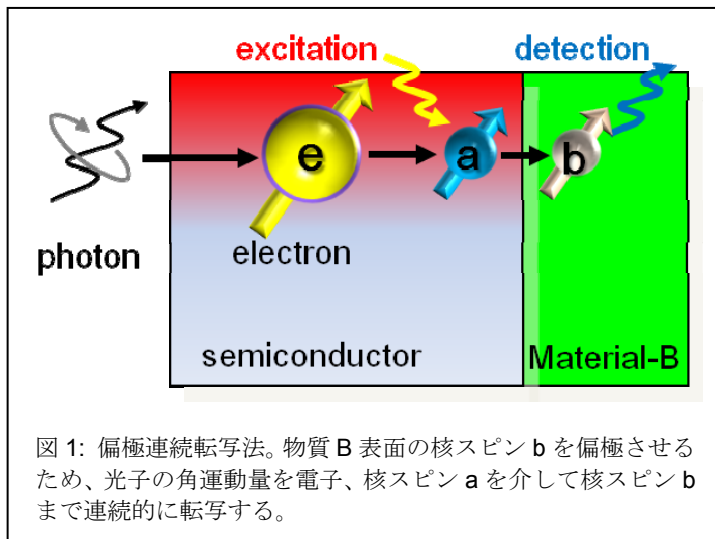 excitation
detection
e
a
b
photon
electron
semiconductor
Material-B
図 1: 偏極連続転写法。物質 B 表面の核スピン b を偏極させる
ため、光子の角運動量を電子、核スピン a を介して核スピン b
まで連続的に転写する。